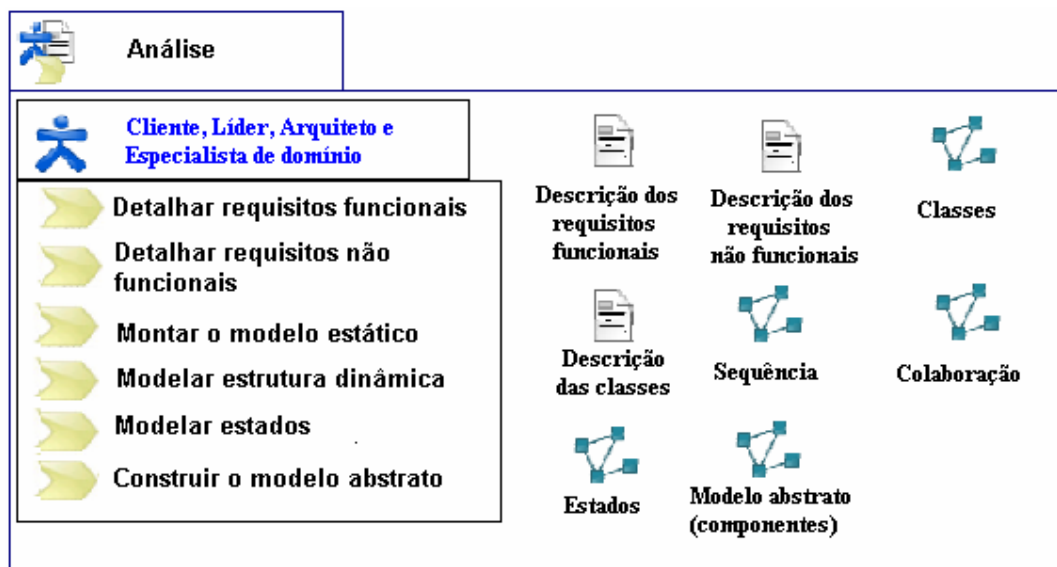 Análise
Cliente, Líder, Arquiteto e
Especialista de domínio
Detalhar requisitos funcionais
Detalhar requisitos não
funcionais
Montar o modelo estático
Modelar estrutura dinâmica
Modelar estados
Construir o modelo abstrato
Descrição dos
requisitos
funcionais
Descrição dos
requisitos
não funcionais
Classes
Descrição
das classes
Sequência
Colaboração
Estados
Modelo abstrato
(componentes)